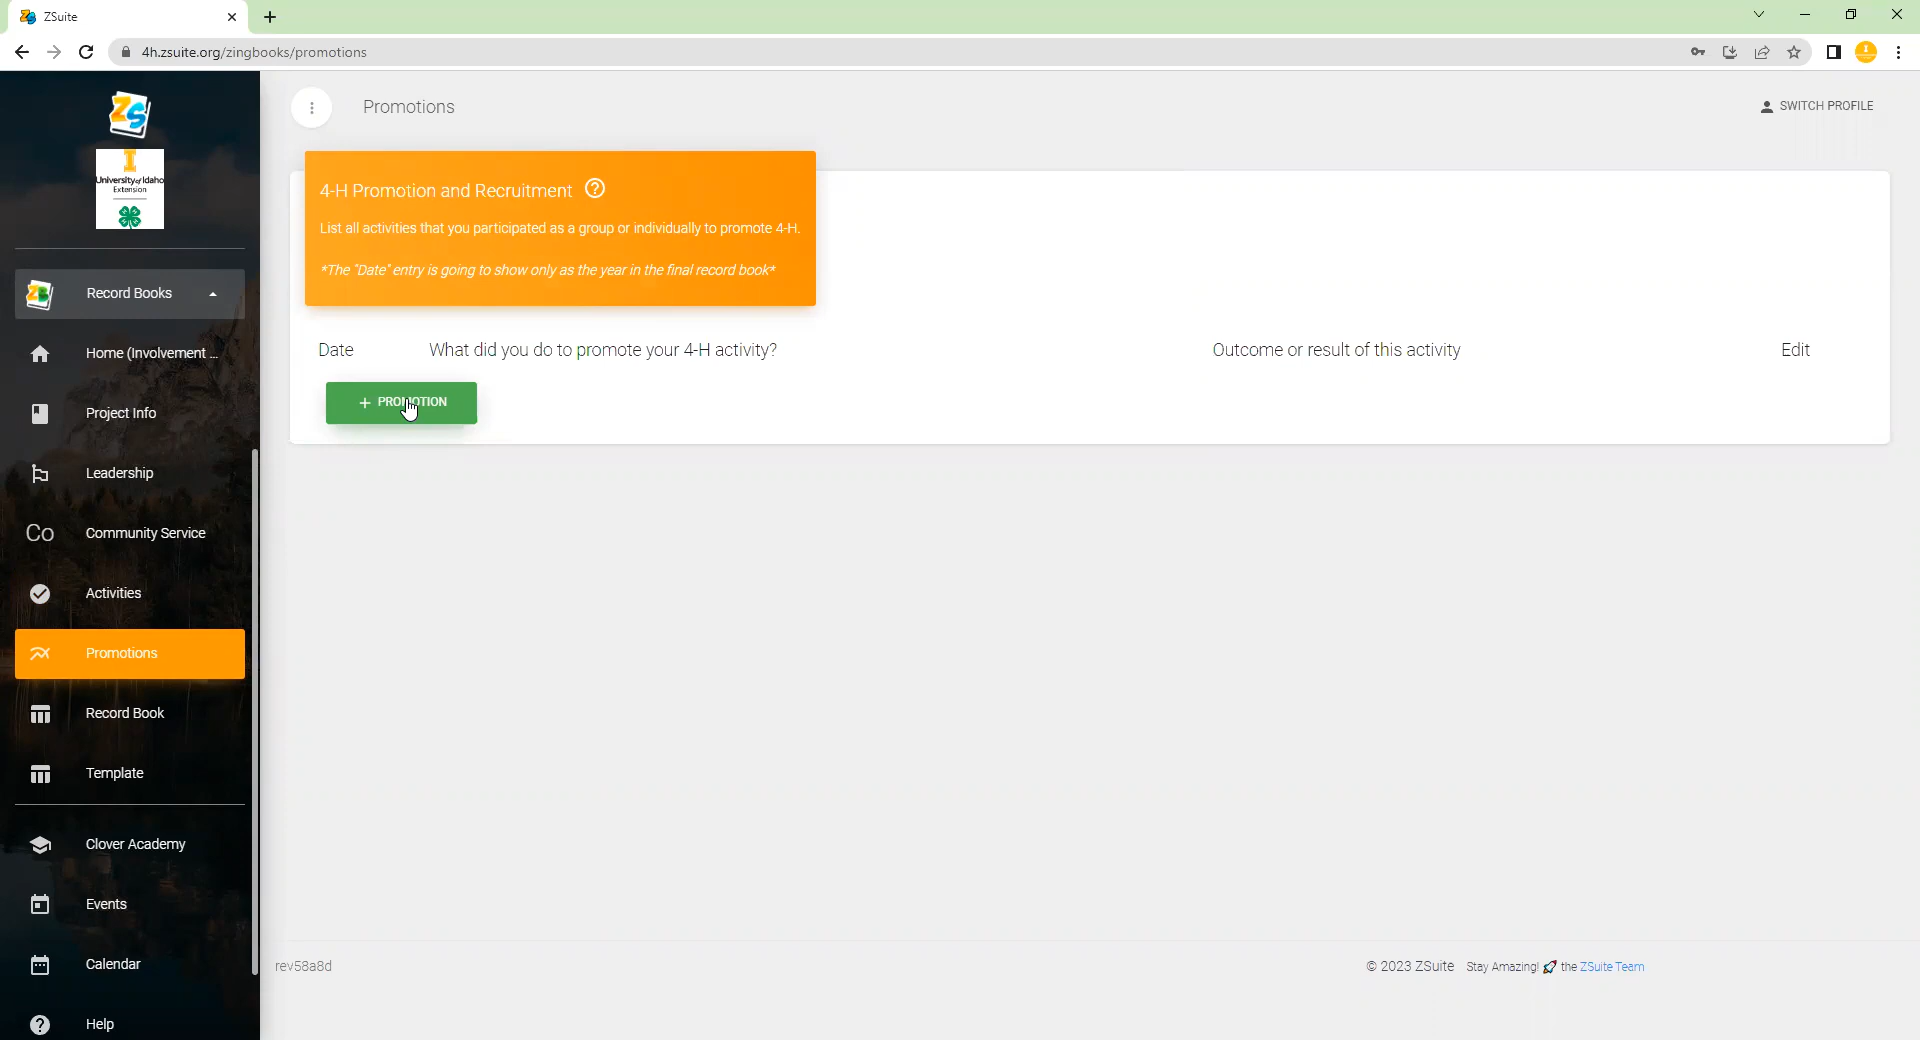 ZSuite
4h.zsuite.org/zingbooks/promotions
I
University of Idaho
Extension
Promotions
SWITCH PROFILE
4-H Promotion and Recruitment
List all activities that you participated as a group or individually to promote 4-H.
*The "Date" entry is going to show only as the year in the final record book*
Record Books
Home (Involvement ...
Project Info
Leadership
Co Community Service
Activities
Promotions
Record Book
Template
Clover Academy
Events
Calendar
Help
Date What did you do to promote your 4-H activity? Outcome or result of this activity Edit
+ PROMOTION
rev58a8d
© 2023 ZSuite Stay Amazing! 🚀 the ZSuite Team